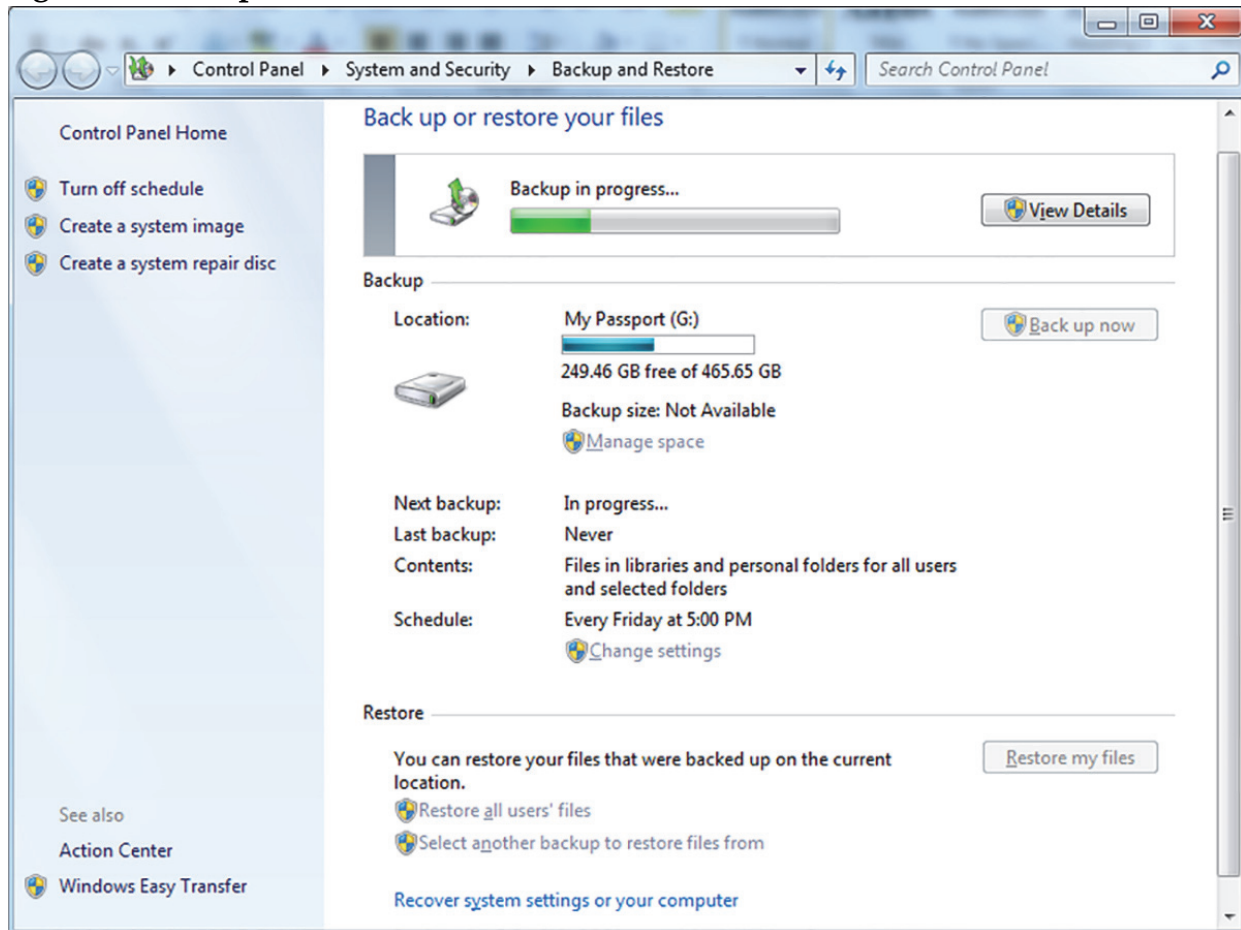 Control Panel
System and Security
Backup and Restore
Search Control Panel
Control Panel Home
Turn off schedule
Create a system image
Create a system repair disc
See also
Action Center
Windows Easy Transfer
Back up or restore your files
Backup in progress...
View Details
Backup
Location:
My Passport (G:)
Back up now
249.46 GB free of 465.65 GB
Backup size: Not Available
Manage space
Next backup: In progress...
Last backup: Never
Contents: Files in libraries and personal folders for all users
and selected folders
Schedule: Every Friday at 5:00 PM
Change settings
Restore
You can restore your files that were backed up on the current
location.
Restore my files
Restore all users' files
Select another backup to restore files from
Recover system settings or your computer